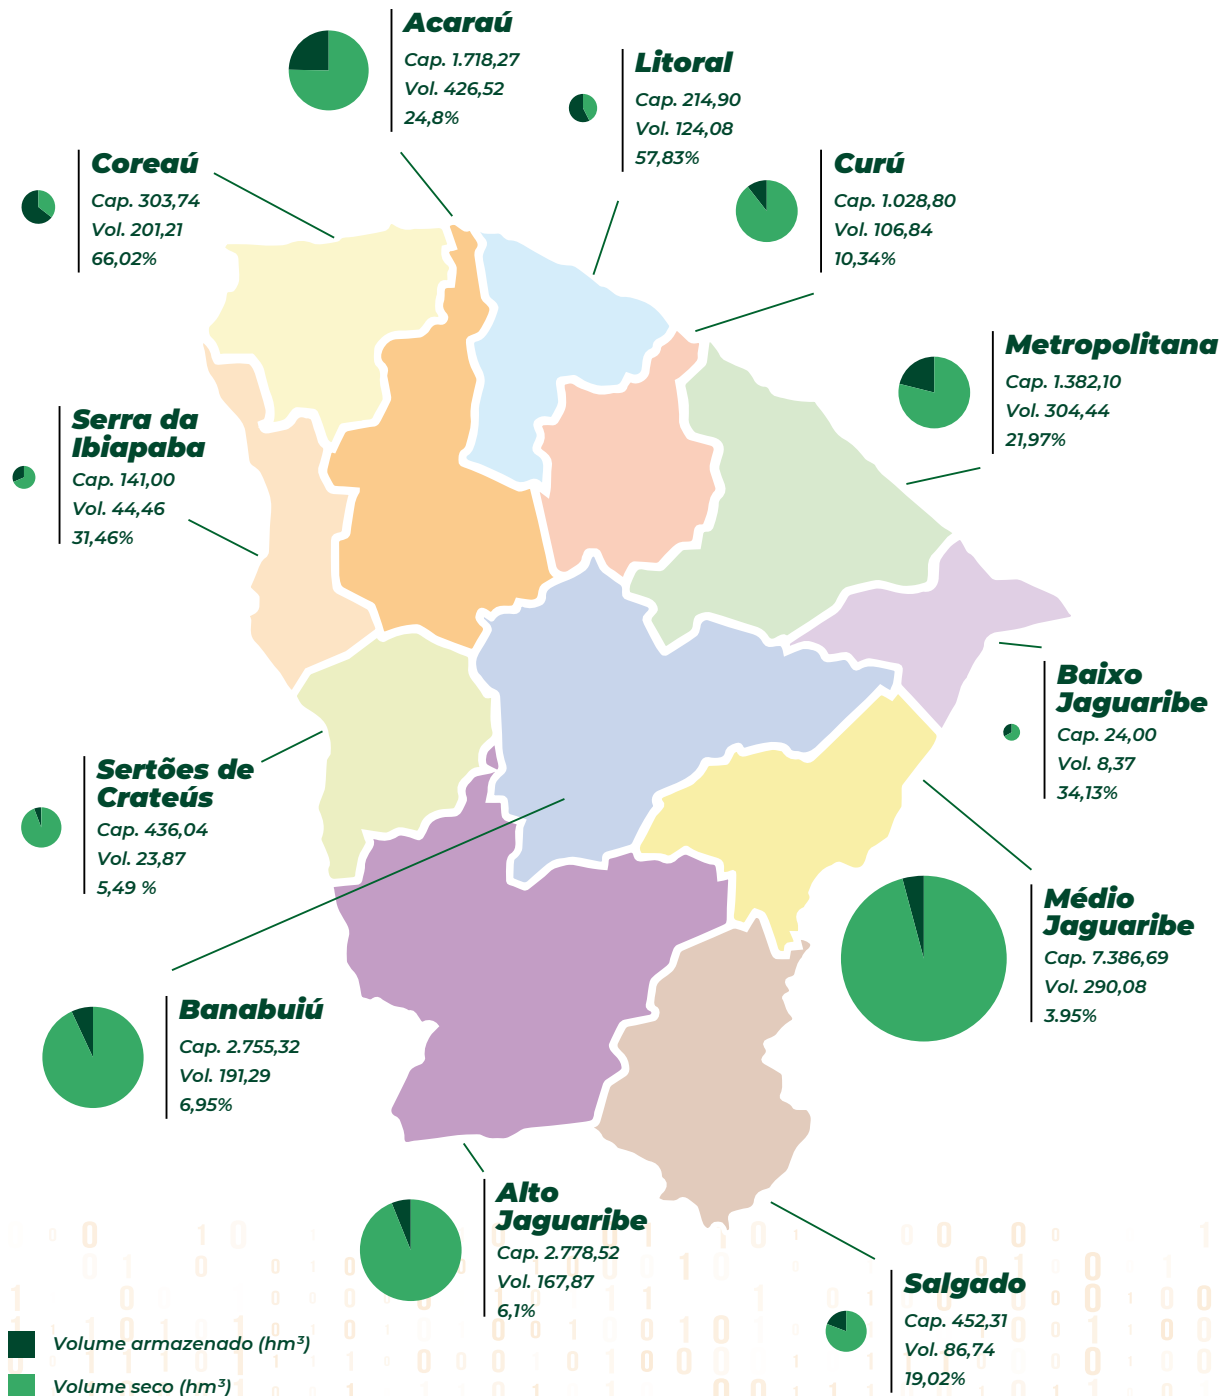 Acaraú
Cap. 1.718,27
Vol. 426,52
24,8%
Litoral
Cap. 214,90
Vol. 124,08
57,83%
Coreaú
Cap. 303,74
Vol. 201,21
66,02%
Curú
Cap. 1.028,80
Vol. 106,84
10,34%
Metropolitana
Cap. 1.382,10
Vol. 304,44
21,97%
Serra da
Ibiapaba
Cap. 141,00
Vol. 44,46
31,46%
Baixo
Jaguaribe
Cap. 24,00
Vol. 8,37
34,13%
Sertões de
Crateús
Cap. 436,04
Vol. 23,87
5,49 %
Médio
Jaguaribe
Cap. 7.386,69
Vol. 290,08
3.95%
Banabuiú
Cap. 2.755,32
Vol. 191,29
6,95%
Alto
Jaguaribe
Cap. 2.778,52
Vol. 167,87
6,1%
Salgado
Cap. 452,31
Vol. 86,74
19,02%
Volume armazenado (hm³)
Volume seco (hm³)